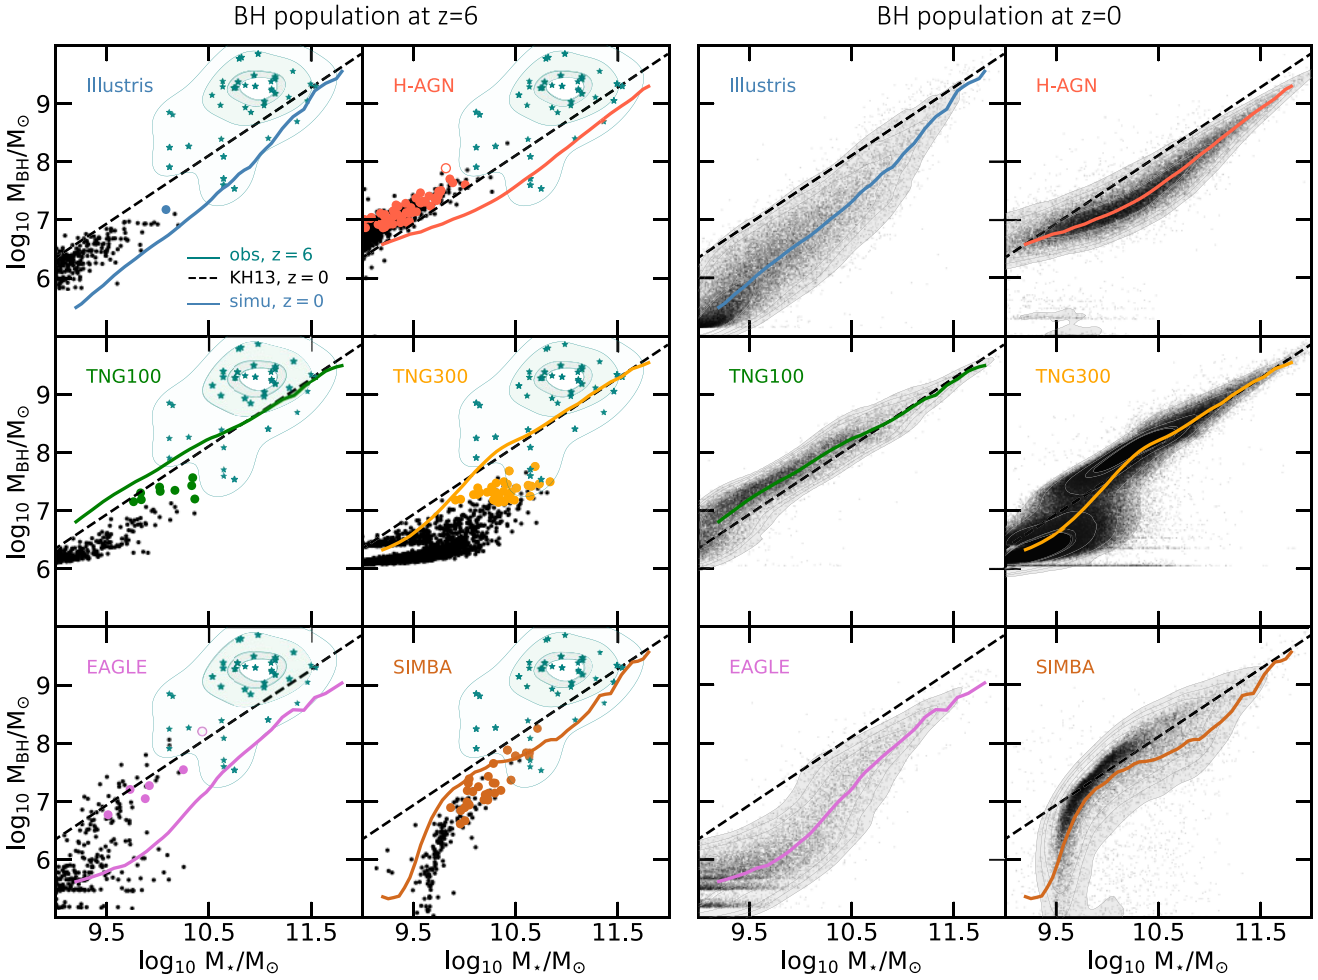 BH population at z=6
BH population at z=0
Illustris
H-AGN
Illustris
H-AGN
log₁₀ M_BH/M⊙
9
8
7
6
obs, z = 6
KH13, z = 0
simu, z = 0
TNG100
TNG300
TNG100
TNG300
log₁₀ M_BH/M⊙
9
8
7
6
EAGLE
SIMBA
EAGLE
SIMBA
log₁₀ M_BH/M⊙
9
8
7
6
9.5 10.5 11.5 9.5 10.5 11.5 9.5 10.5 11.5 9.5 10.5 11.5
log₁₀ M⋆/M⊙ log₁₀ M⋆/M⊙ log₁₀ M⋆/M⊙ log₁₀ M⋆/M⊙